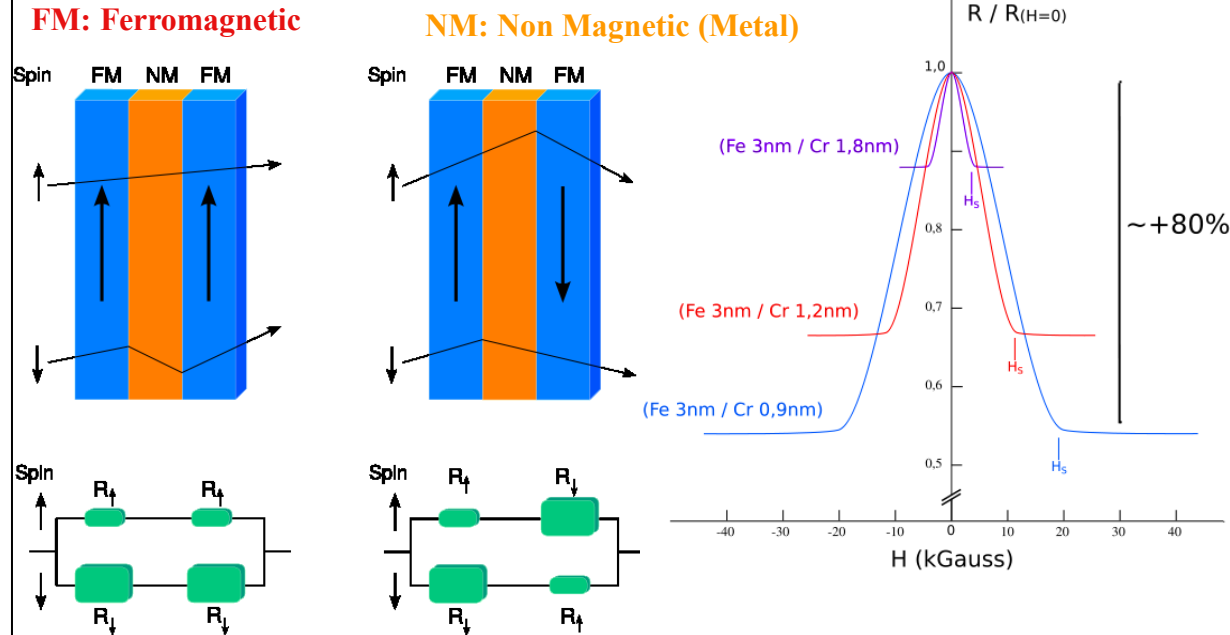 FM: Ferromagnetic
NM: Non Magnetic (Metal)
Spin FM NM FM
Spin FM NM FM
Spin
R↑ R↑
R↓ R↓
Spin
R↑ R↓
R↓ R↑
R / R(H=0)
1,0
(Fe 3nm / Cr 1,8nm)
Hs
0,8
~+80%
(Fe 3nm / Cr 1,2nm)
0,7
Hs
0,6
(Fe 3nm / Cr 0,9nm)
Hs
0,5
-40 -30 -20 -10 0 10 20 30 40
H (kGauss)